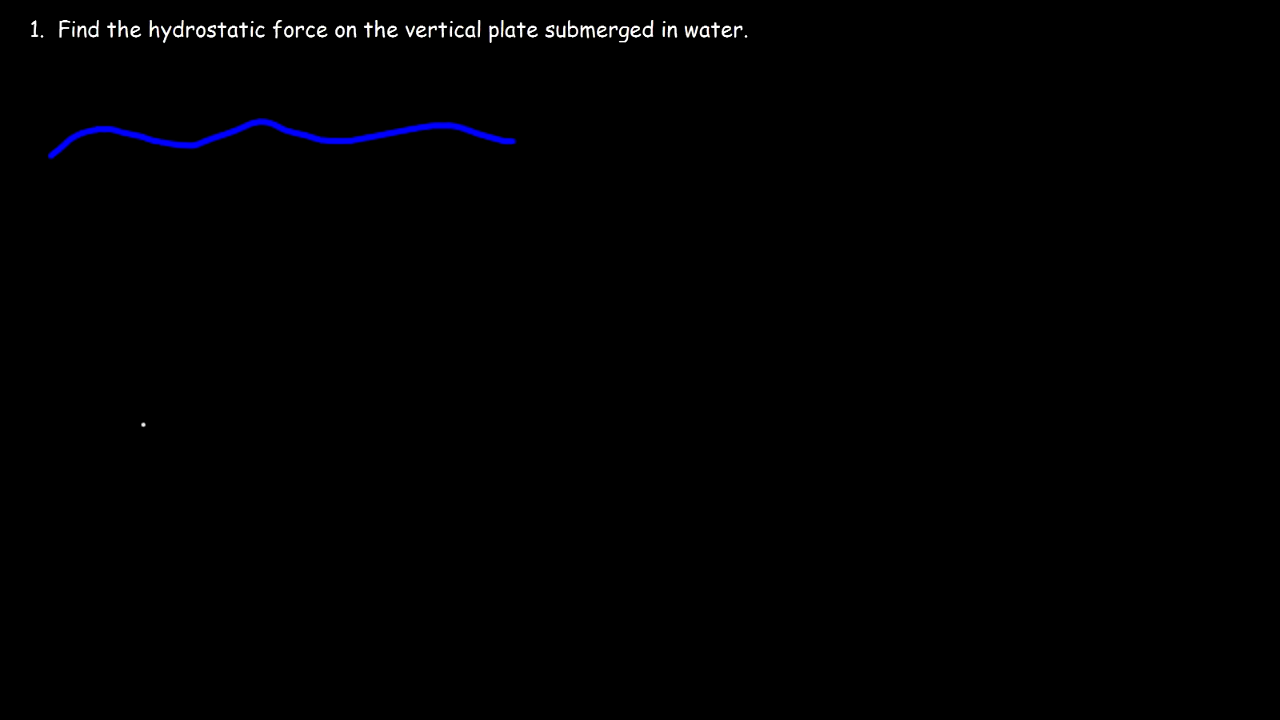 1. Find the hydrostatic force on the vertical plate submerged in water.